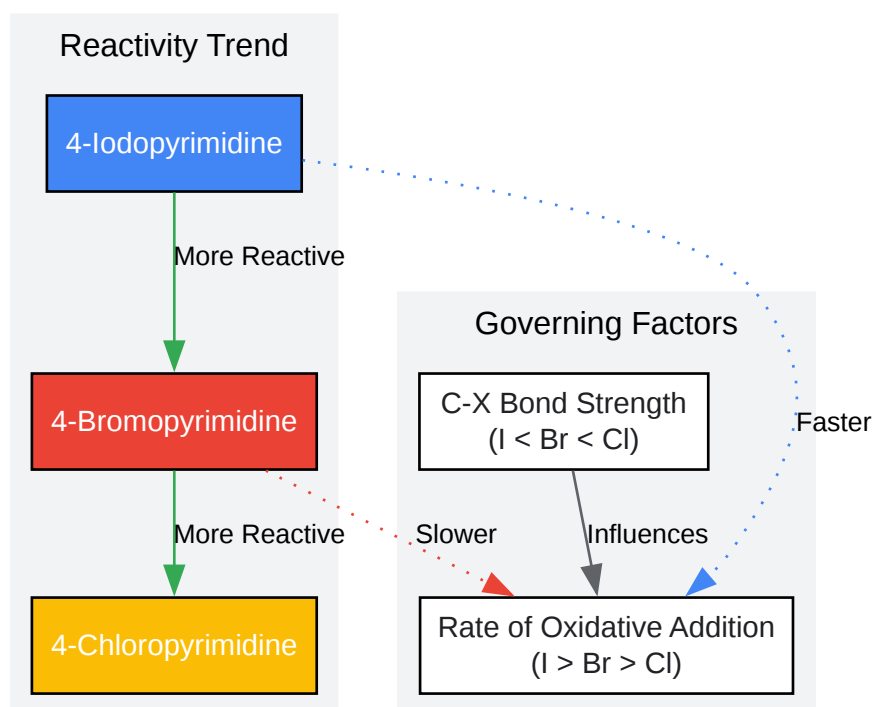 Reactivity Trend
4-Iodopyrimidine
More Reactive
4-Bromopyrimidine
More Reactive
4-Chloropyrimidine
Governing Factors
C-X Bond Strength
(I < Br < Cl)
Faster
Slower
Influences
Rate of Oxidative Addition
(I > Br > Cl)